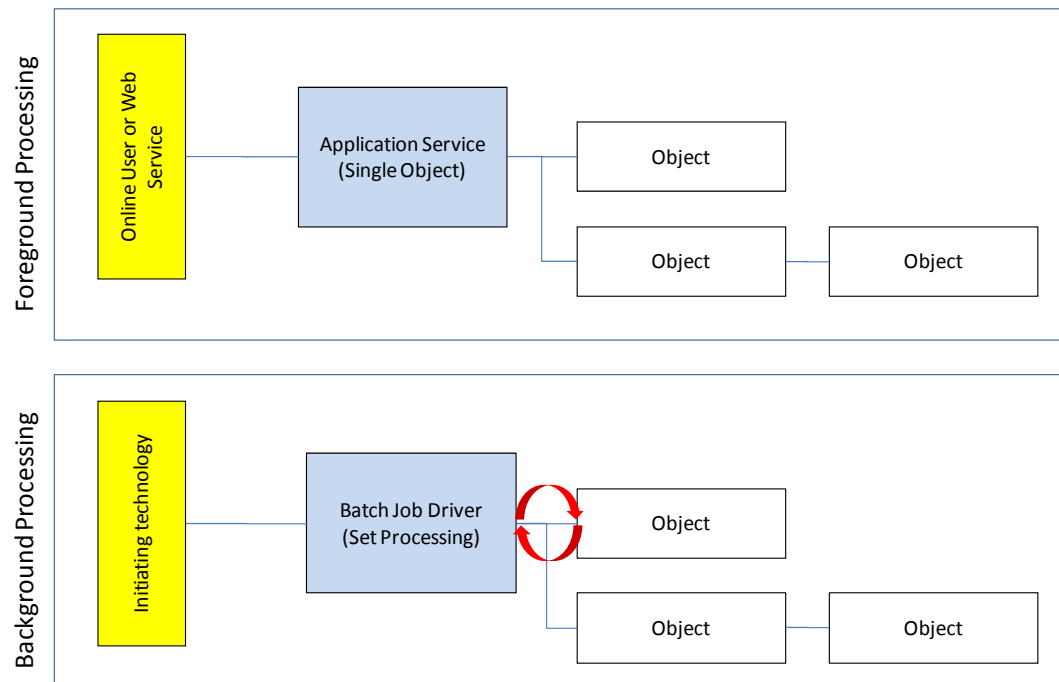 Foreground Processing
Online User or Web
Service
Application Service
(Single Object)
Object
Object
Object
Background Processing
Initiating technology
Batch Job Driver
(Set Processing)
Object
Object
Object